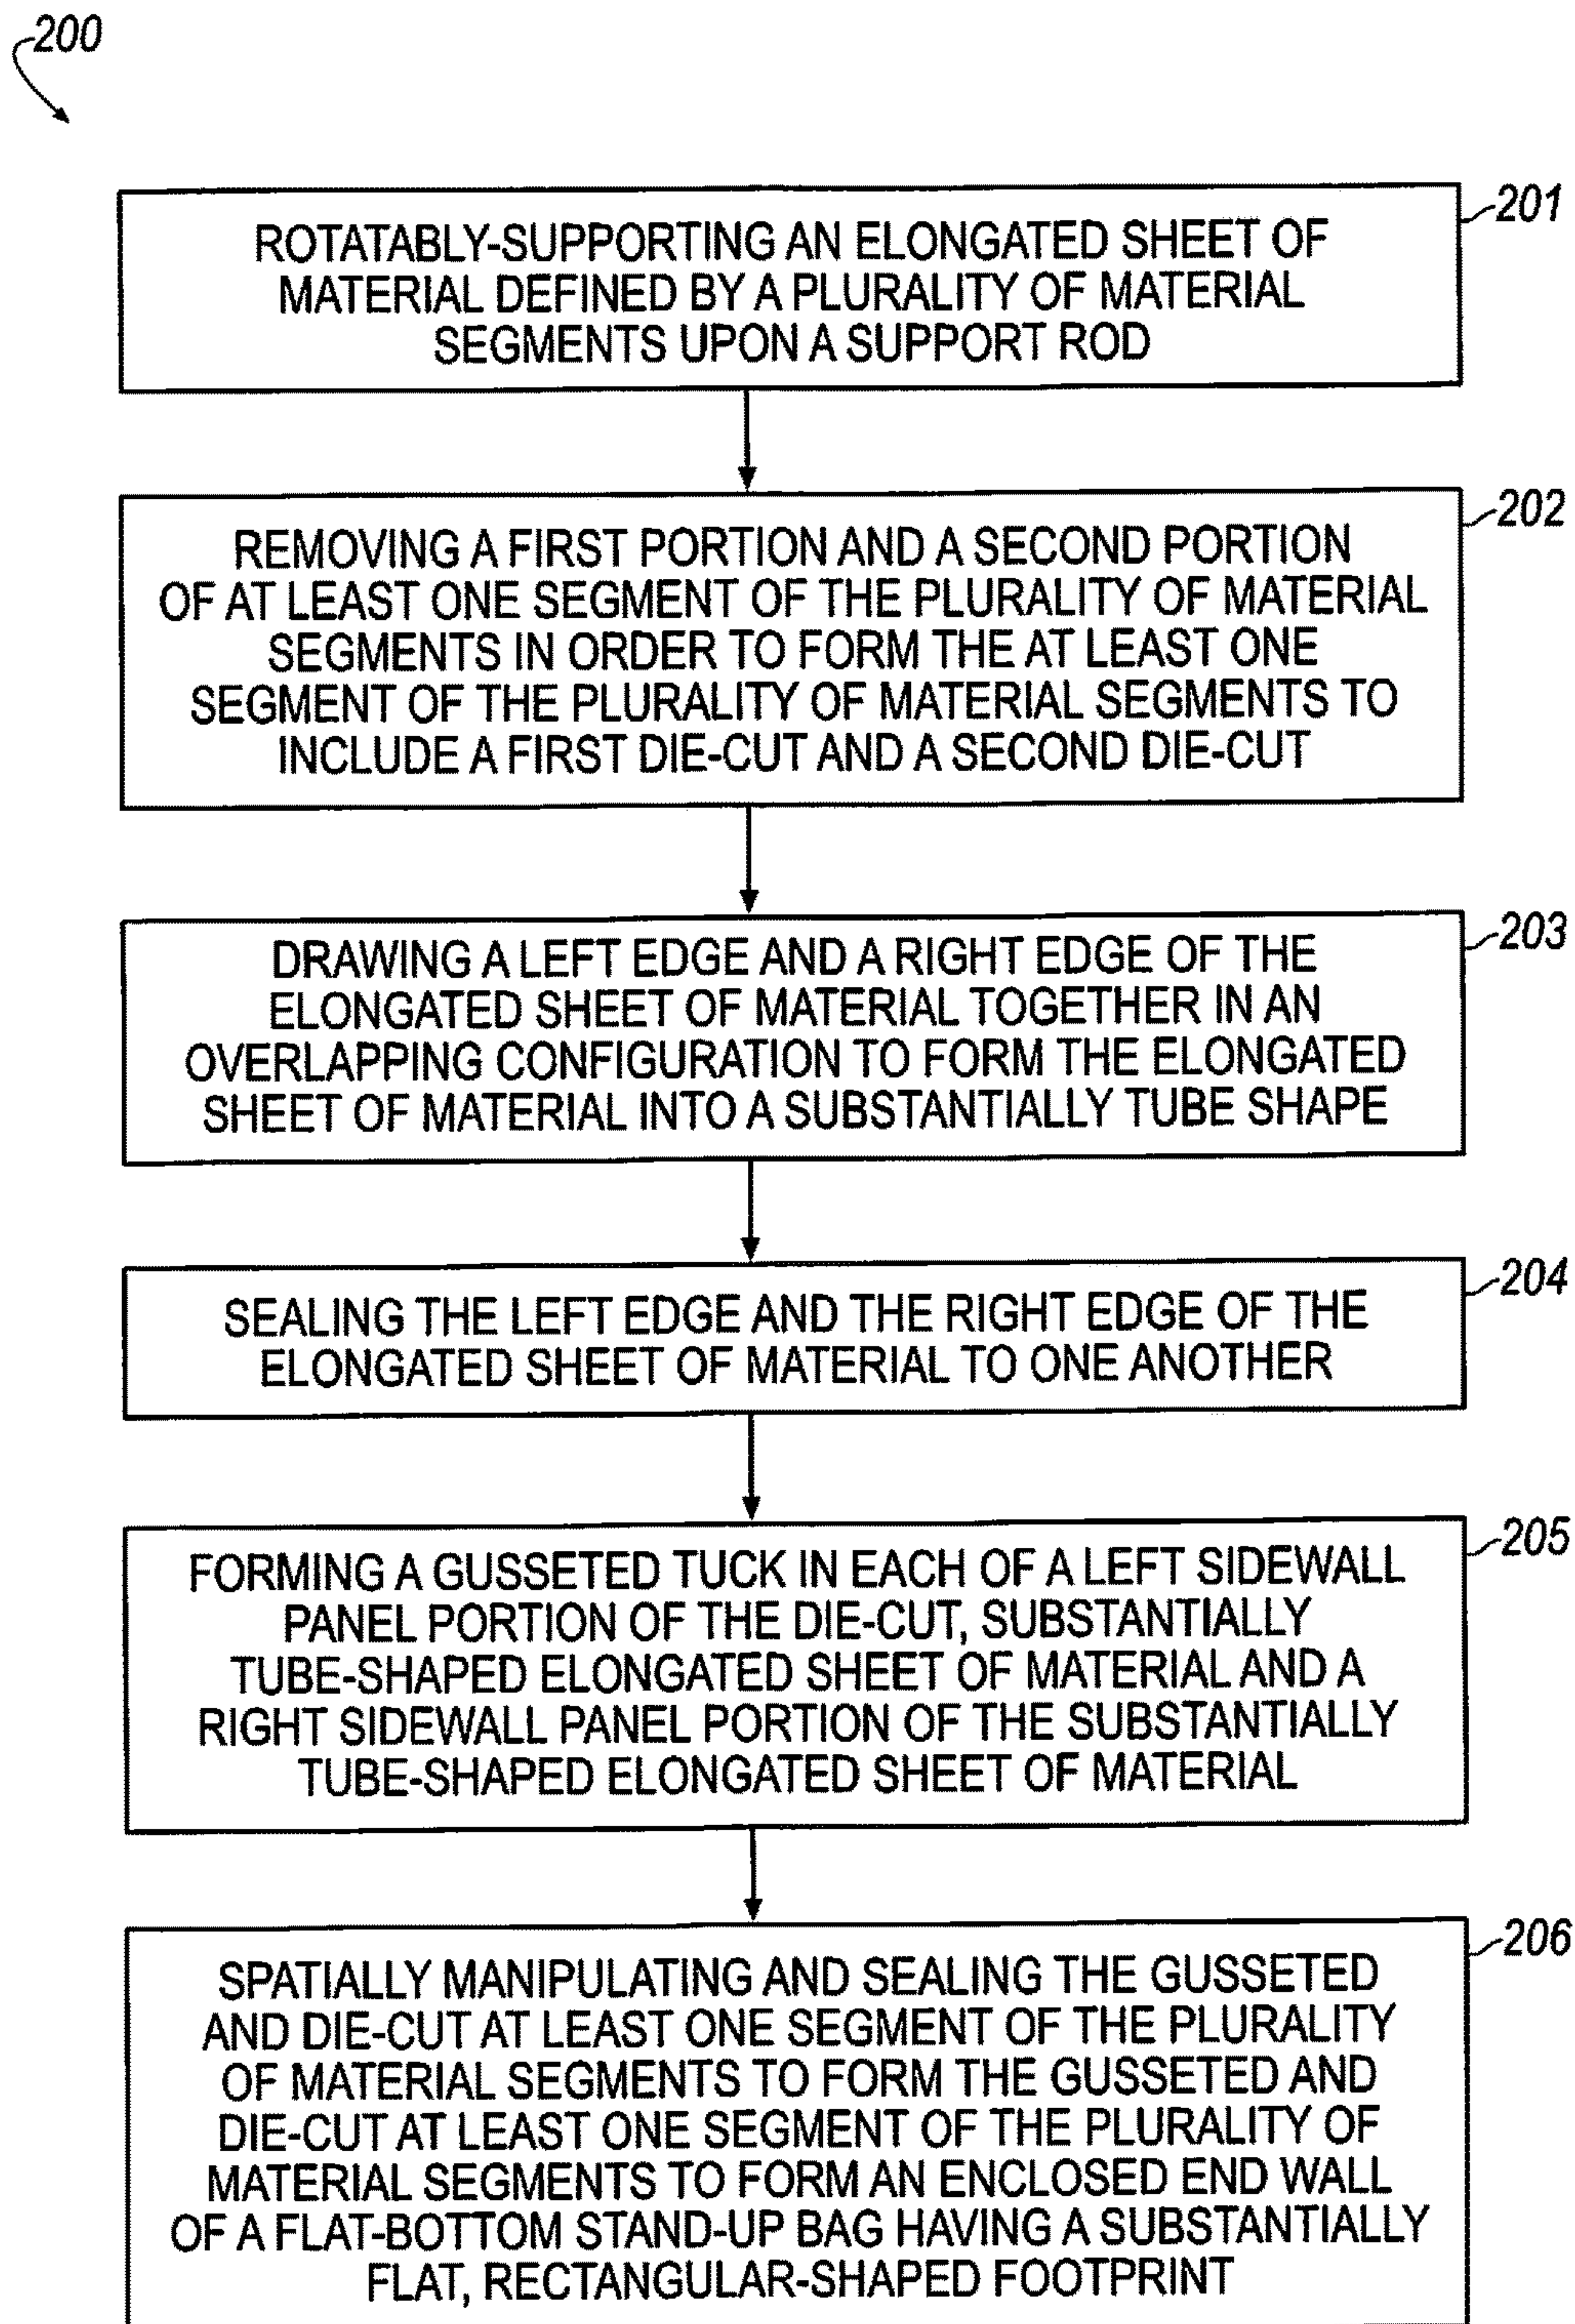 200
201
ROTATABLY-SUPPORTING AN ELONGATED SHEET OF
MATERIAL DEFINED BY A PLURALITY OF MATERIAL
SEGMENTS UPON A SUPPORT ROD
202
REMOVING A FIRST PORTION AND A SECOND PORTION
OF AT LEAST ONE SEGMENT OF THE PLURALITY OF MATERIAL
SEGMENTS IN ORDER TO FORM THE AT LEAST ONE
SEGMENT OF THE PLURALITY OF MATERIAL SEGMENTS TO
INCLUDE A FIRST DIE-CUT AND A SECOND DIE-CUT
203
DRAWING A LEFT EDGE AND A RIGHT EDGE OF THE
ELONGATED SHEET OF MATERIAL TOGETHER IN AN
OVERLAPPING CONFIGURATION TO FORM THE ELONGATED
SHEET OF MATERIAL INTO A SUBSTANTIALLY TUBE SHAPE
204
SEALING THE LEFT EDGE AND THE RIGHT EDGE OF THE
ELONGATED SHEET OF MATERIAL TO ONE ANOTHER
205
FORMING A GUSSETED TUCK IN EACH OF A LEFT SIDEWALL
PANEL PORTION OF THE DIE-CUT, SUBSTANTIALLY
TUBE-SHAPED ELONGATED SHEET OF MATERIAL AND A
RIGHT SIDEWALL PANEL PORTION OF THE SUBSTANTIALLY
TUBE-SHAPED ELONGATED SHEET OF MATERIAL
206
SPATIALLY MANIPULATING AND SEALING THE GUSSETED
AND DIE-CUT AT LEAST ONE SEGMENT OF THE PLURALITY
OF MATERIAL SEGMENTS TO FORM THE GUSSETED AND
DIE-CUT AT LEAST ONE SEGMENT OF THE PLURALITY OF
MATERIAL SEGMENTS TO FORM AN ENCLOSED END WALL
OF A FLAT-BOTTOM STAND-UP BAG HAVING A SUBSTANTIALLY
FLAT, RECTANGULAR-SHAPED FOOTPRINT